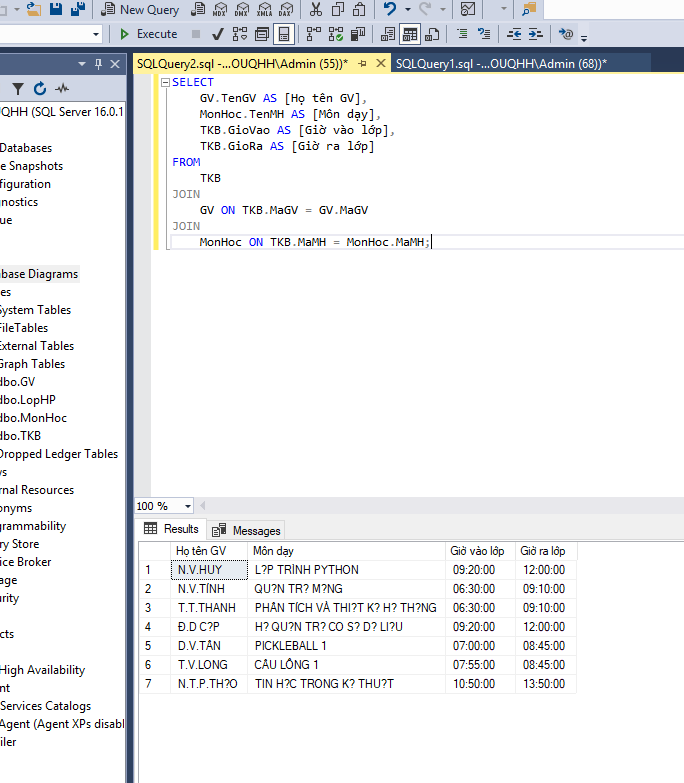 New Query
MDX DMX XMLA DAX
Execute
SQLQuery2.sql -...OUQHH\Admin (55))*
SQLQuery1.sql -...OUQHH\Admin (68))*
UQHH (SQL Server 16.0.1
Databases
e Snapshots
figuration
gnostics
ue
base Diagrams
es
System Tables
FileTables
External Tables
Graph Tables
dbo.GV
dbo.LopHP
dbo.MonHoc
dbo.TKB
Dropped Ledger Tables
vs
rnal Resources
onyms
grammability
ry Store
ice Broker
age
urity
cts
High Availability
nt
Services Catalogs
Agent (Agent XPs disabl
iler
SELECT
GV.TenGV AS [Họ tên GV],
MonHoc.TenMH AS [Môn dạy],
TKB.GioVao AS [Giờ vào lớp],
TKB.GioRa AS [Giờ ra lớp]
FROM
TKB
JOIN
GV ON TKB.MaGV = GV.MaGV
JOIN
MonHoc ON TKB.MaMH = MonHoc.MaMH;
100 %
Results Messages
Họ tên GV Môn dạy Giờ vào lớp Giờ ra lớp
1 N.V.HUY L?P TRÌNH PYTHON 09:20:00 12:00:00
2 N.V.TÍNH QU?N TR? M?NG 06:30:00 09:10:00
3 T.T.THANH PHÂN TÍCH VÀ THI?T K? H? TH?NG 06:30:00 09:10:00
4 Đ.D C?P H? QU?N TR? CO S? D? LI?U 09:20:00 12:00:00
5 D.V.TÂN PICKLEBALL 1 07:00:00 08:45:00
6 T.V.LONG CẦU LÔNG 1 07:55:00 08:45:00
7 N.T.P.TH?O TIN H?C TRONG K? THU?T 10:50:00 13:50:00